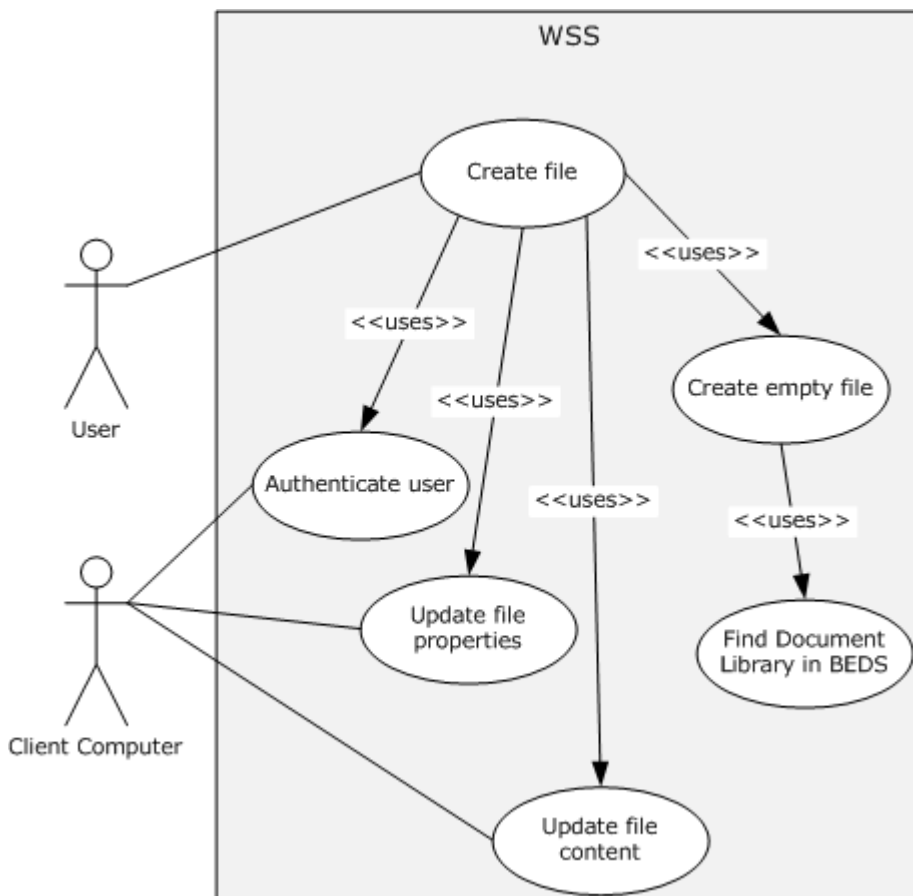 WSS
Create file
<<uses>>
<<uses>>
<<uses>>
<<uses>>
<<uses>>
User
Create empty file
Authenticate user
Update file
properties
Find Document
Library in BEDS
Client Computer
Update file
content